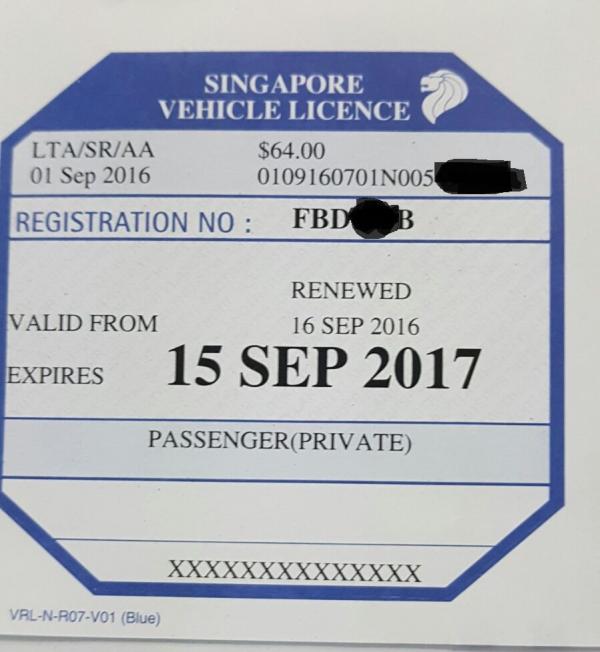 SINGAPORE
VEHICLE LICENCE
LTA/SR/AA $64.00
01 Sep 2016 0109160701N005
REGISTRATION NO : FBD B
RENEWED
VALID FROM 16 SEP 2016
EXPIRES 15 SEP 2017
PASSENGER(PRIVATE)
XXXXXXXXXXXXXX
VRL-N-R07-V01 (Blue)